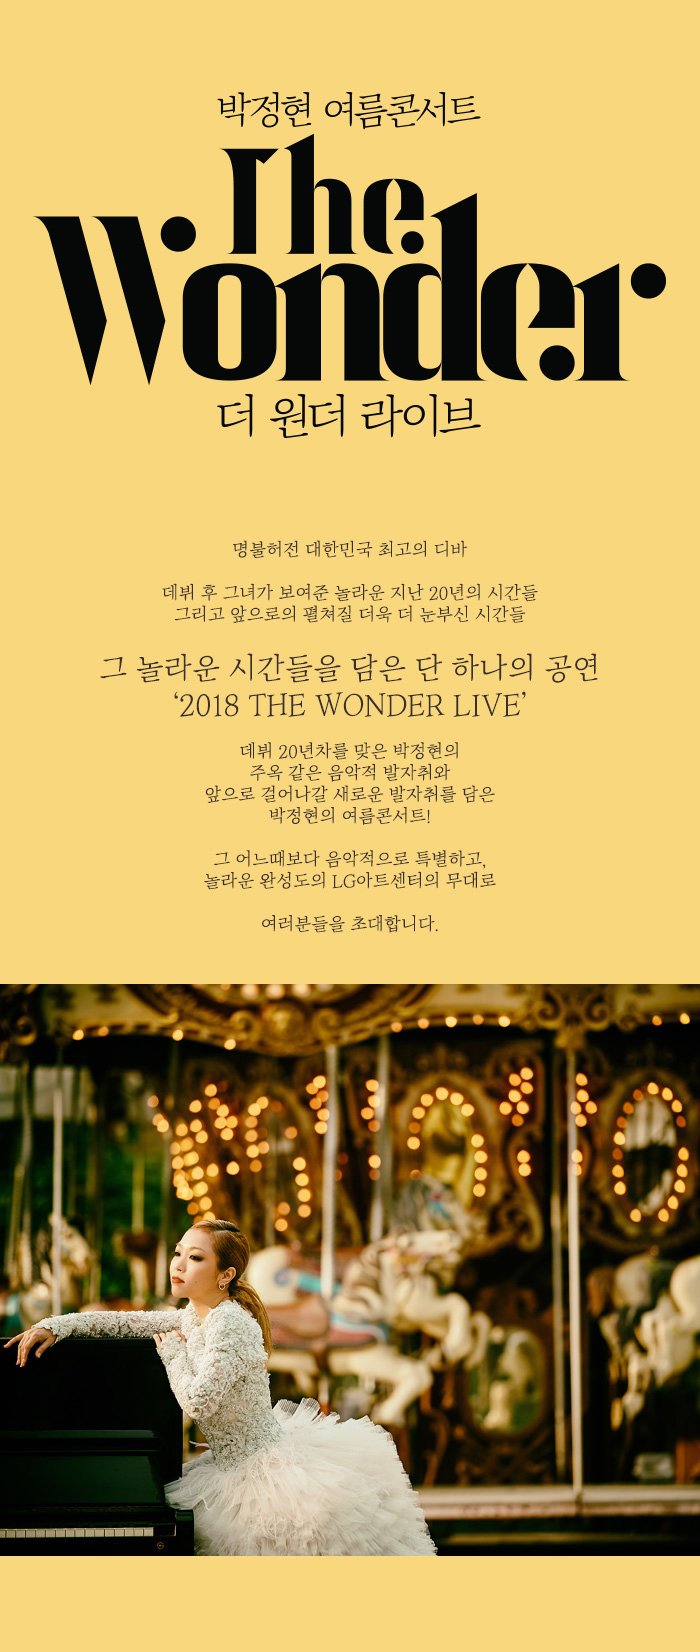 박정현 여름콘서트
The
Wonder
더 원더 라이브
명불허전 대한민국 최고의 디바
데뷔 후 그녀가 보여준 놀라운 지난 20년의 시간들
그리고 앞으로의 펼쳐질 더욱 더 눈부신 시간들
그 놀라운 시간들을 담은 단 하나의 공연
‘2018 THE WONDER LIVE’
데뷔 20년차를 맞은 박정현의
주옥 같은 음악적 발자취와
앞으로 걸어나갈 새로운 발자취를 담은
박정현의 여름콘서트!
그 어느때보다 음악적으로 특별하고,
놀라운 완성도의 LG아트센터의 무대로
여러분들을 초대합니다.